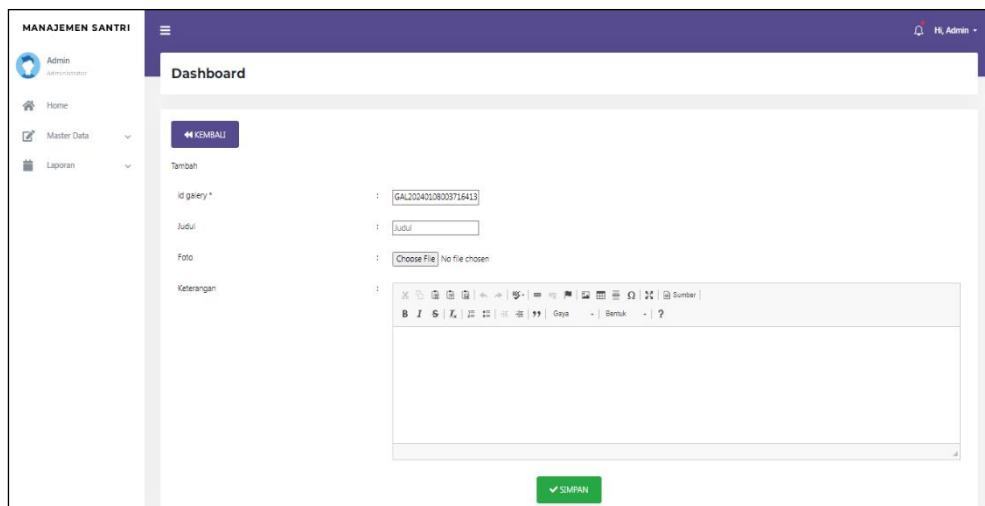 MANAJEMEN SANTRI
Hi, Admin
Admin
Administrator
Dashboard
Home
Master Data
Laporan
KEMBALI
Tambah
id galery *
:
GAL20240108003716413
Judul
:
Judul
Foto
:
Choose File No file chosen
Keterangan
:
Sumber
B I S Ix Gaya Bentuk ?
SIMPAN